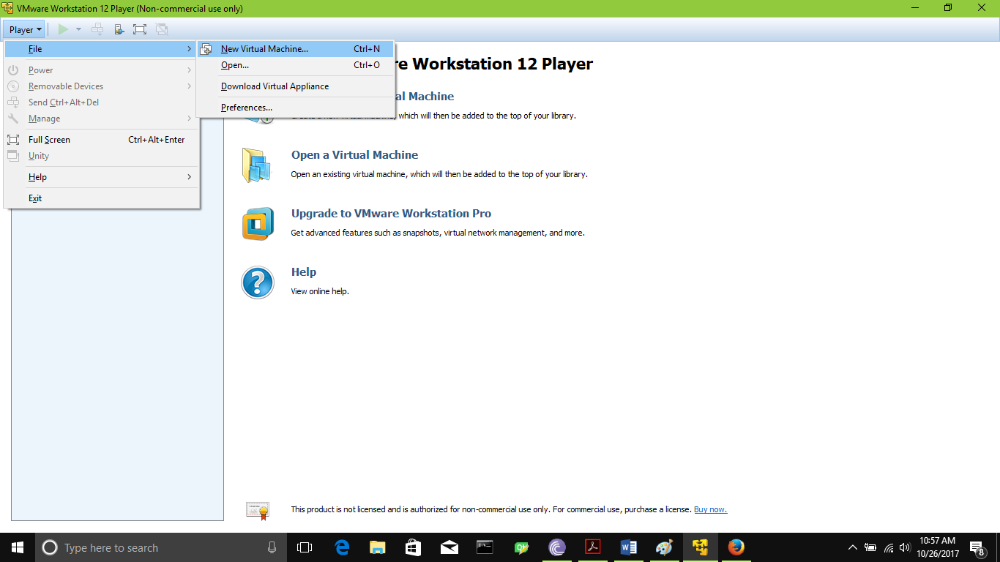 VMware Workstation 12 Player (Non-commercial use only)
Player
File
New Virtual Machine... Ctrl+N
Open... Ctrl+O
Download Virtual Appliance
Preferences...
Power
Removable Devices
Send Ctrl+Alt+Del
Manage
Full Screen Ctrl+Alt+Enter
Unity
Help
Exit
re Workstation 12 Player
al Machine
which will then be added to the top of your library.
Open a Virtual Machine
Open an existing virtual machine, which will then be added to the top of your library.
Upgrade to VMware Workstation Pro
Get advanced features such as snapshots, virtual network management, and more.
Help
View online help.
This product is not licensed and is authorized for non-commercial use only. For commercial use, purchase a license. Buy now.
Type here to search
10:57 AM
10/26/2017
8